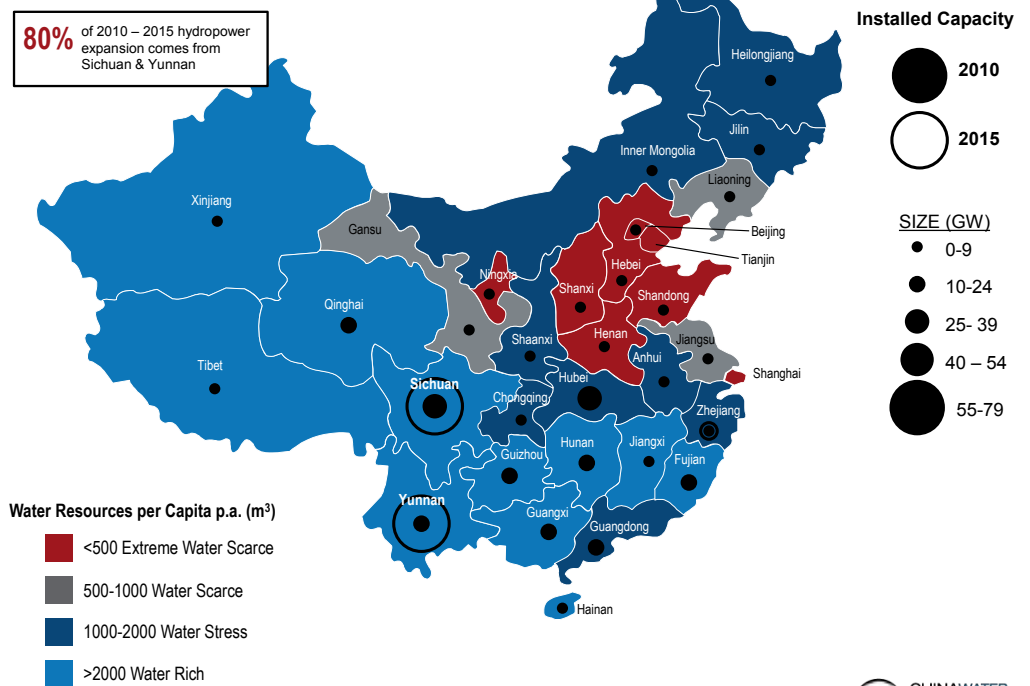 80% of 2010 – 2015 hydropower
expansion comes from
Sichuan & Yunnan
Installed Capacity
2010
2015
SIZE (GW)
0-9
10-24
25- 39
40 – 54
55-79
Heilongjiang
Jilin
Inner Mongolia
Liaoning
Xinjiang
Gansu
Beijing
Tianjin
Hebei
Ningxia
Shanxi
Shandong
Qinghai
Henan
Jiangsu
Shaanxi
Anhui
Tibet
Shanghai
Sichuan
Hubei
Chongqing
Zhejiang
Hunan
Jiangxi
Guizhou
Fujian
Yunnan
Guangxi
Guangdong
Hainan
Water Resources per Capita p.a. (m³)
<500 Extreme Water Scarce
500-1000 Water Scarce
1000-2000 Water Stress
>2000 Water Rich